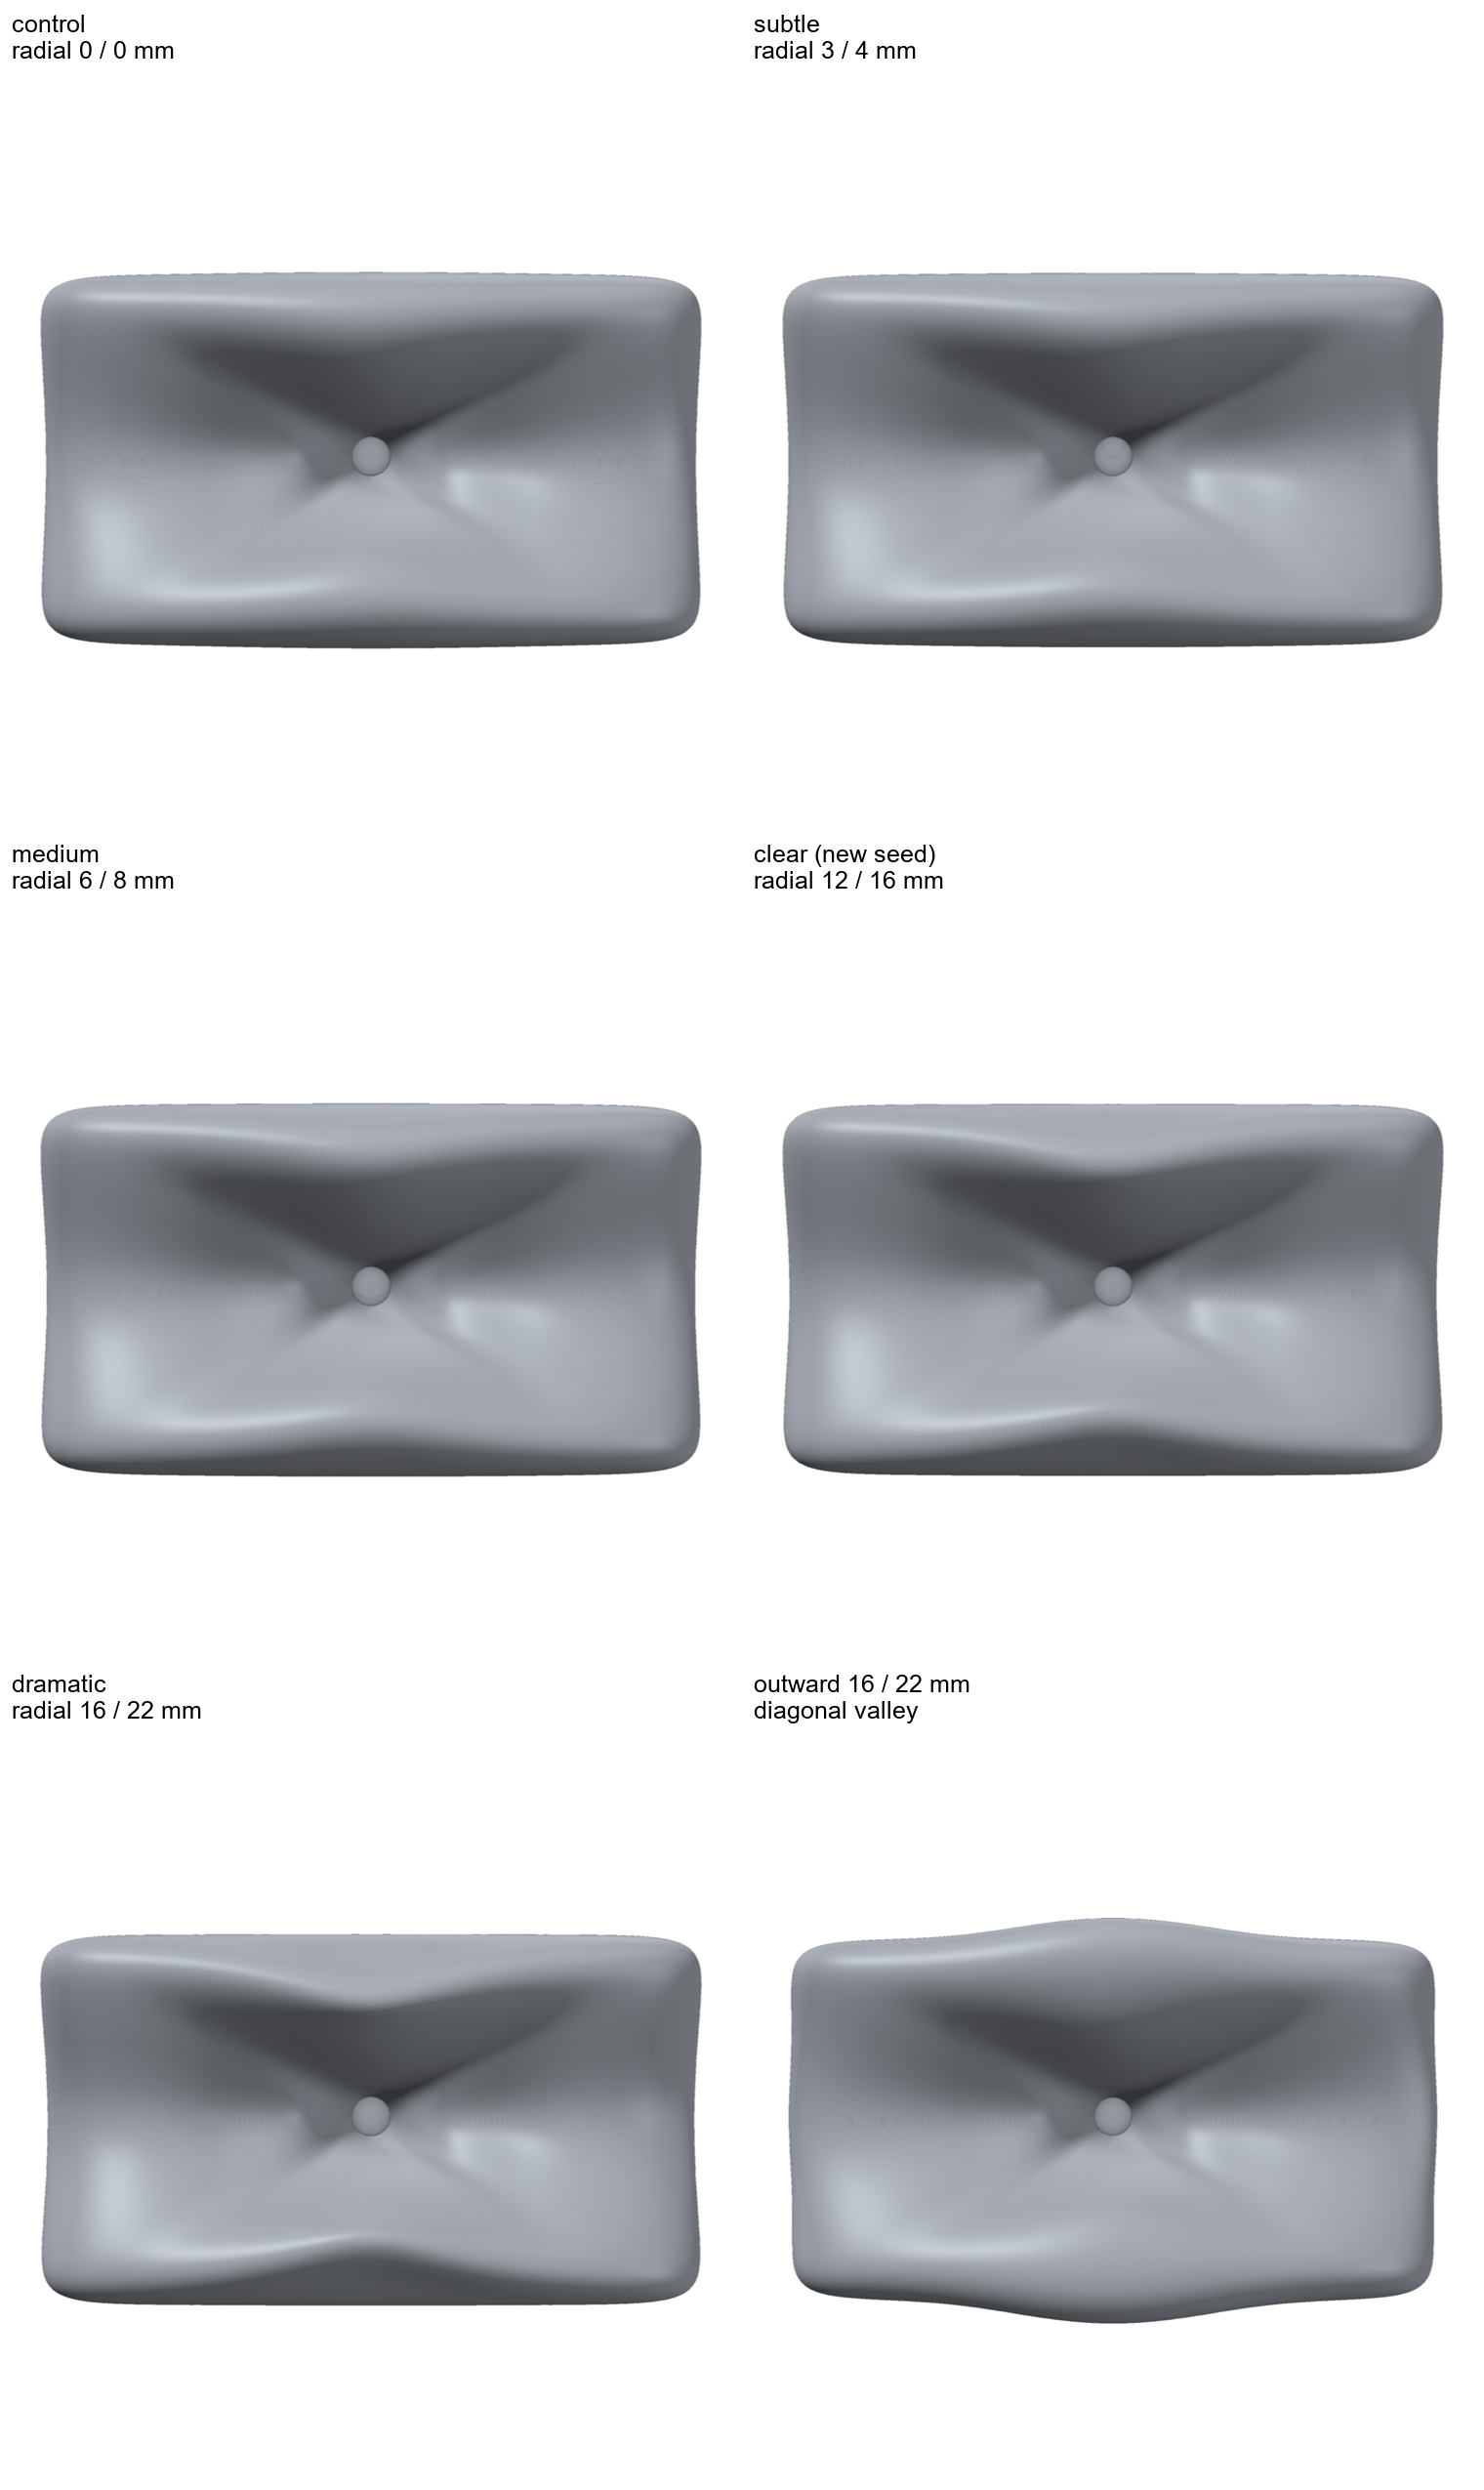 control
radial 0 / 0 mm
subtle
radial 3 / 4 mm
medium
radial 6 / 8 mm
clear (new seed)
radial 12 / 16 mm
dramatic
radial 16 / 22 mm
outward 16 / 22 mm
diagonal valley